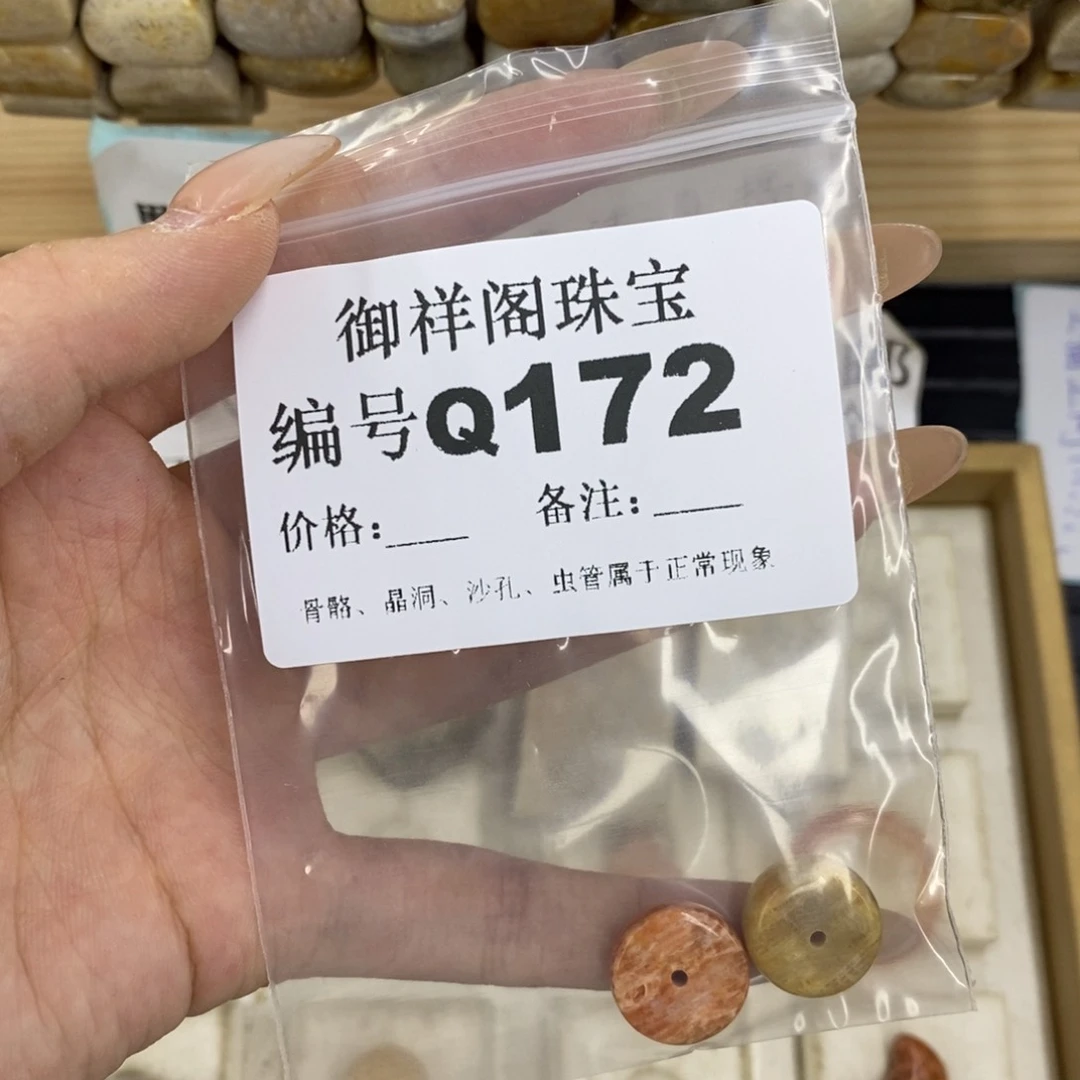 御祥阁珠宝
编号Q172
价格:____ 备注:____
骨骼、晶洞、沙孔、虫管属于正常现象